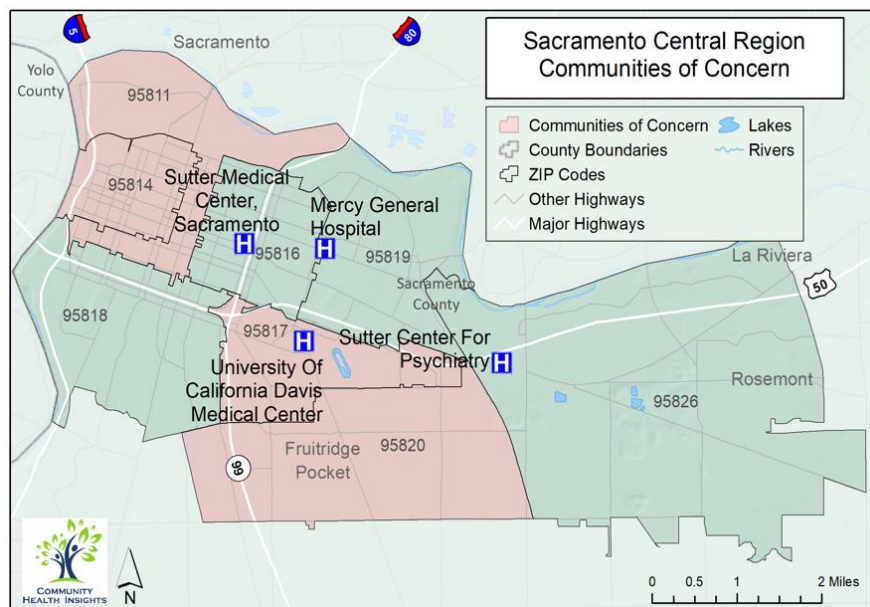 Sacramento Central Region
Communities of Concern
Communities of Concern
County Boundaries
ZIP Codes
Other Highways
Major Highways
Lakes
Rivers
5
80
Sacramento
Yolo
County
95811
95814
Sutter Medical
Center,
Sacramento
H
95816
Mercy General
Hospital
H
95819
Sacramento
County
La Riviera
50
95818
95817
H
University Of
California Davis
Medical Center
Sutter Center For
Psychiatry
H
Rosemont
95826
95820
Fruitridge
Pocket
99
COMMUNITY
HEALTH INSIGHTS
N
0 0.5 1 2 Miles